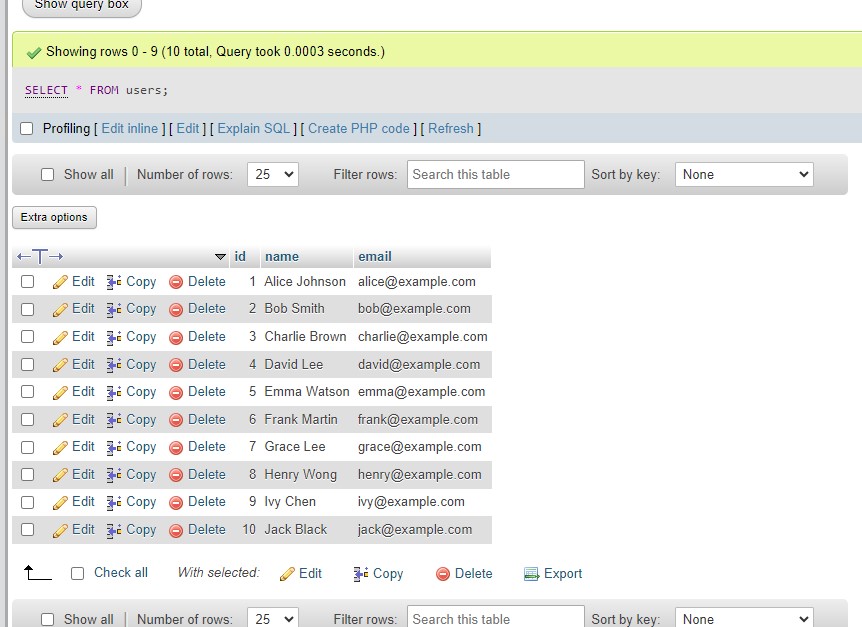 Show query box
Showing rows 0 - 9 (10 total, Query took 0.0003 seconds.)
SELECT * FROM users;
Profiling [ Edit inline ] [ Edit ] [ Explain SQL ] [ Create PHP code ] [ Refresh ]
Show all | Number of rows: 25 Filter rows: Search this table Sort by key: None
Extra options
←T→ id name email
Edit Copy Delete 1 Alice Johnson alice@example.com
Edit Copy Delete 2 Bob Smith bob@example.com
Edit Copy Delete 3 Charlie Brown charlie@example.com
Edit Copy Delete 4 David Lee david@example.com
Edit Copy Delete 5 Emma Watson emma@example.com
Edit Copy Delete 6 Frank Martin frank@example.com
Edit Copy Delete 7 Grace Lee grace@example.com
Edit Copy Delete 8 Henry Wong henry@example.com
Edit Copy Delete 9 Ivy Chen ivy@example.com
Edit Copy Delete 10 Jack Black jack@example.com
Check all With selected: Edit Copy Delete Export
Show all | Number of rows: 25 Filter rows: Search this table Sort by key: None